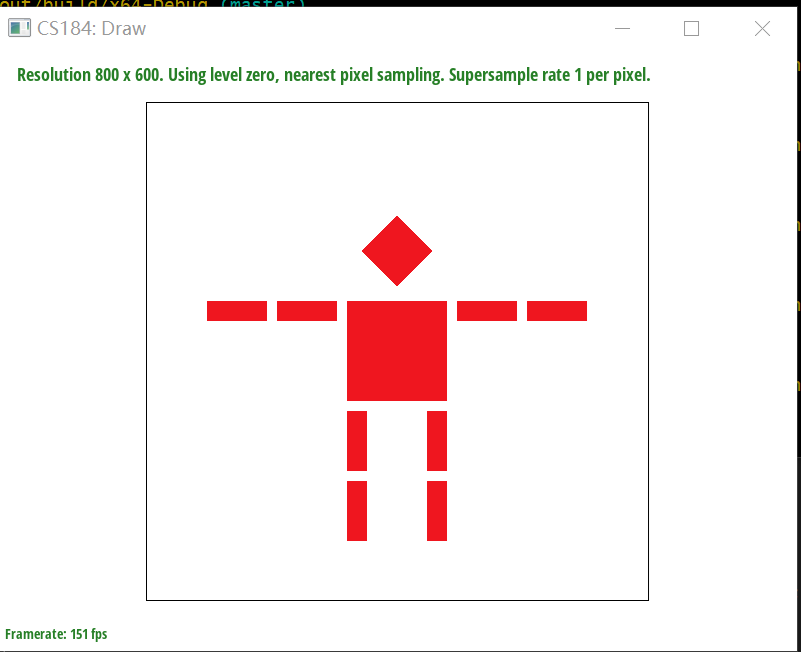 out/build/x64-Debug (master)
CS184: Draw
Resolution 800 x 600. Using level zero, nearest pixel sampling. Supersample rate 1 per pixel.
Framerate: 151 fps